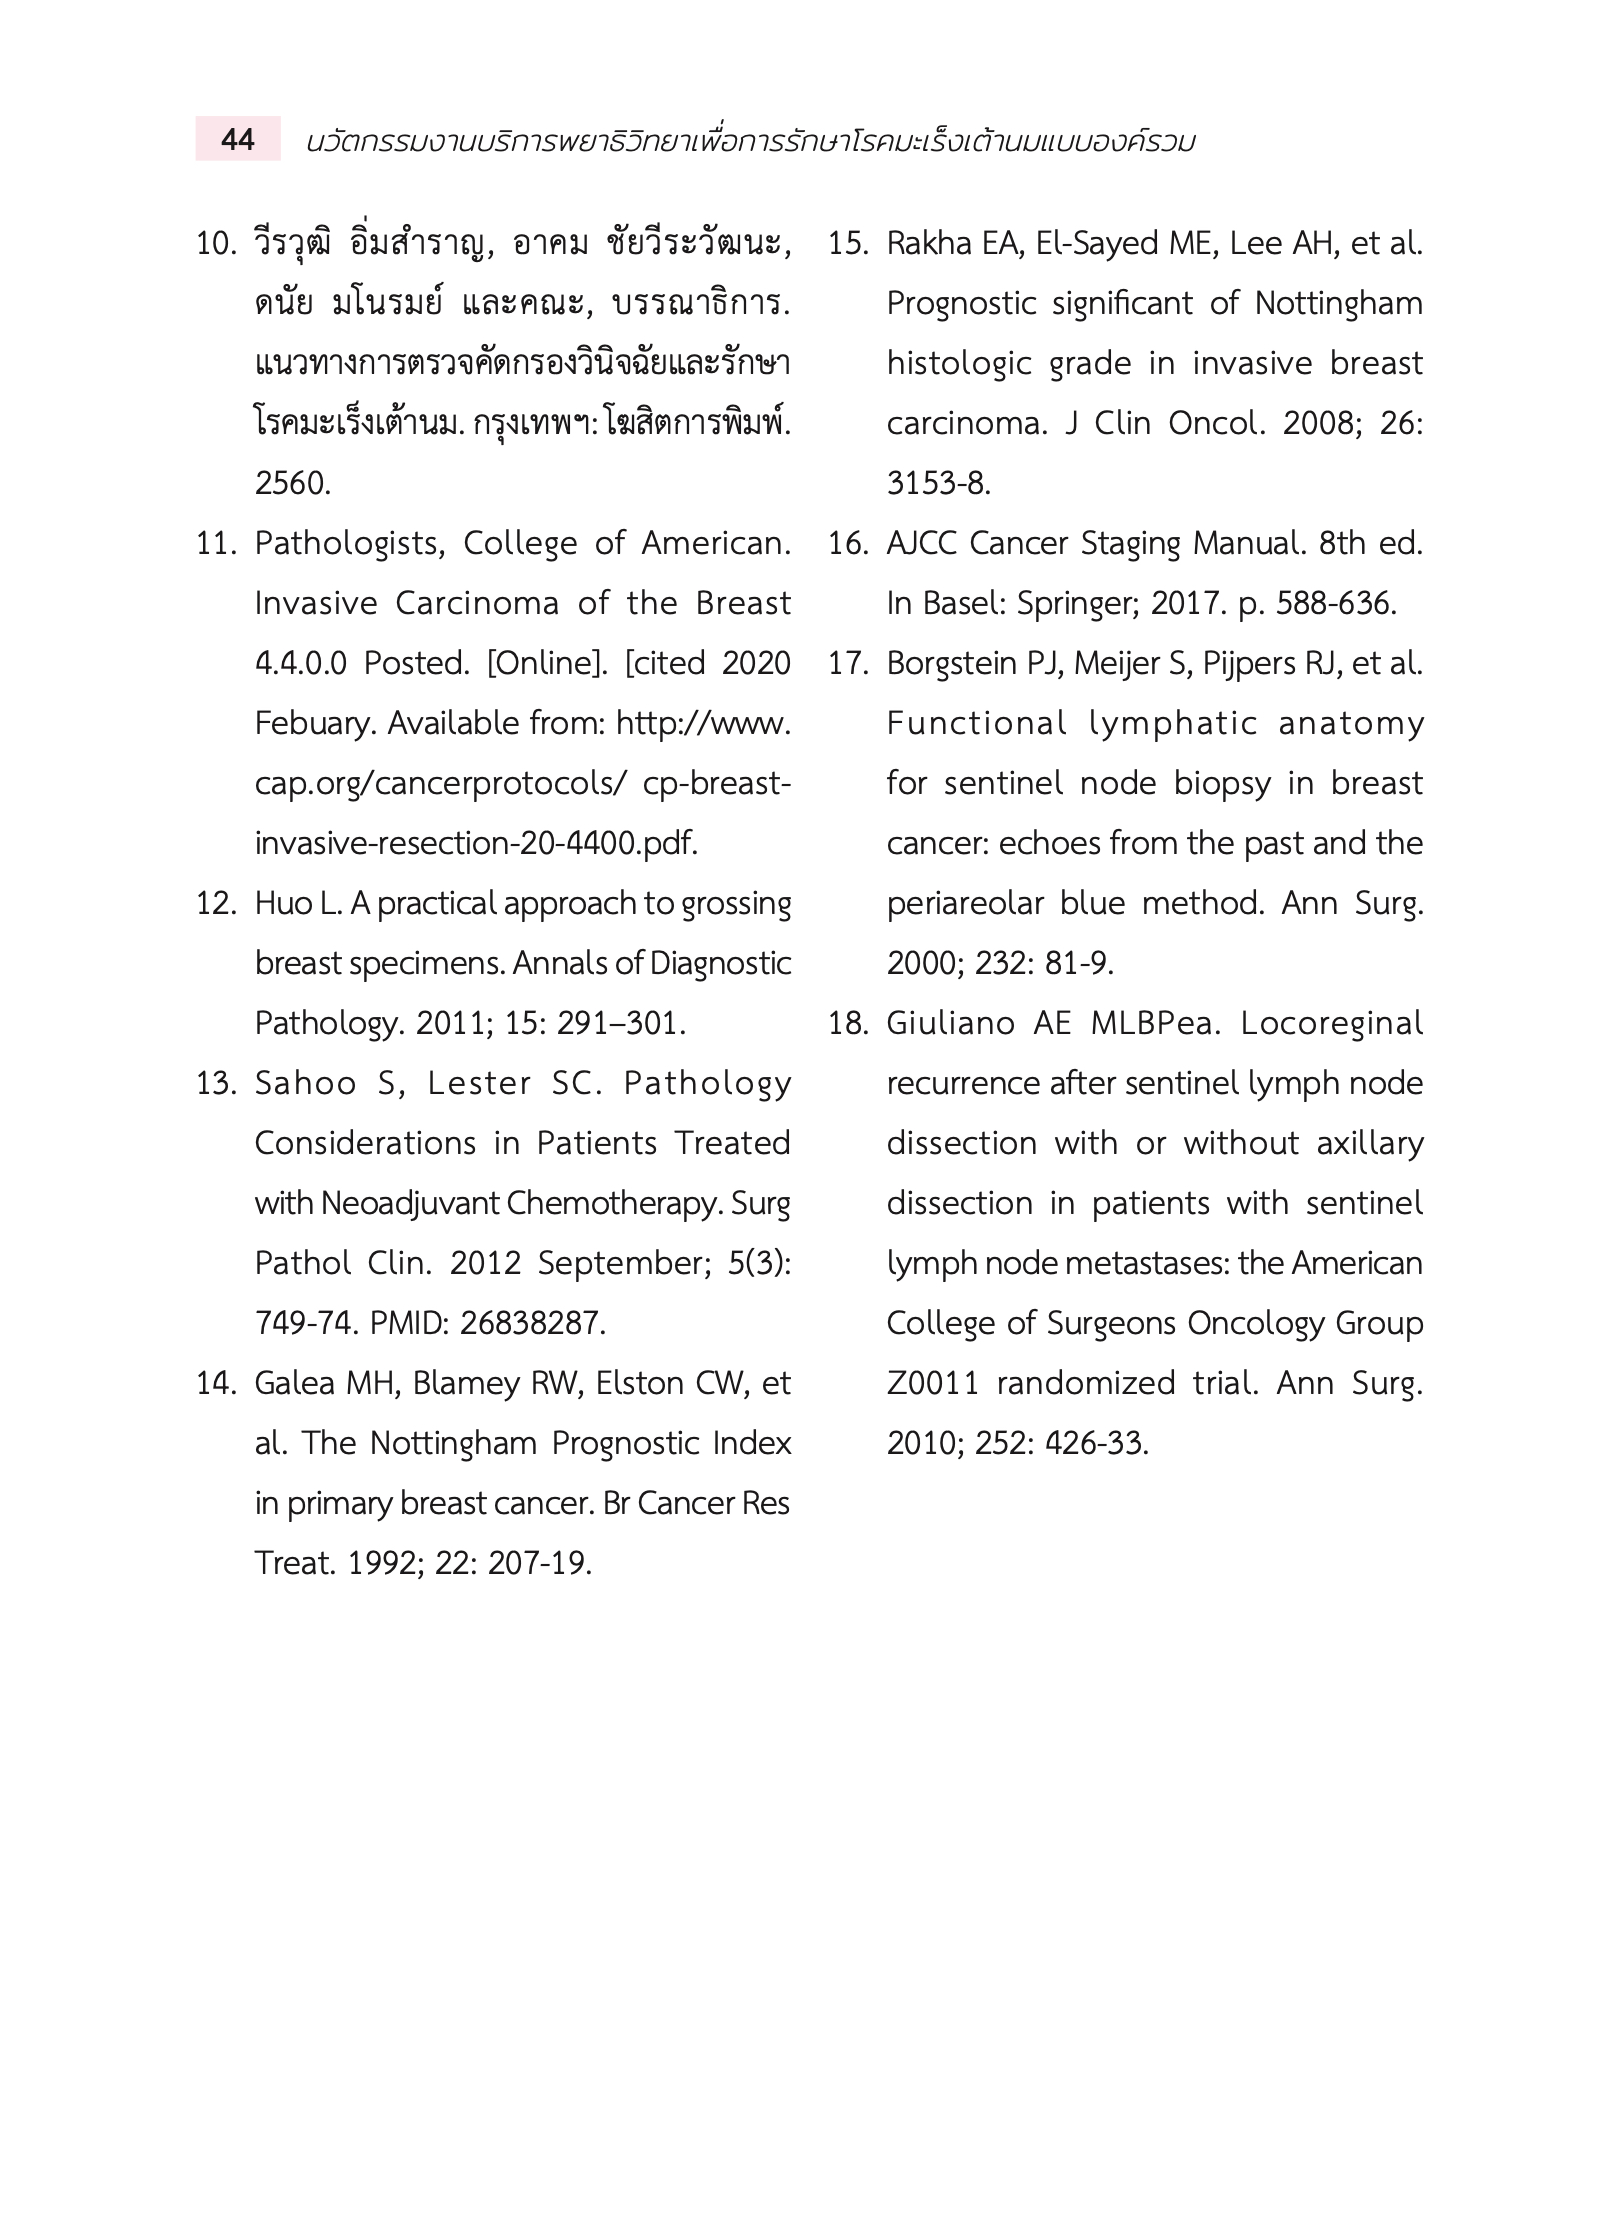 44 นวัตกรรมงานบริการพยาธิวิทยาเพื่อการรักษาโรคมะเร็งเต้านมแบบองค์รวม
10. วีรวุฒิ อิ่มสำราญ, อาคม ชัยวีระวัฒนะ,
ดนัย มโนรมย์ และคณะ, บรรณาธิการ.
แนวทางการตรวจคัดกรองวินิจฉัยและรักษา
โรคมะเร็งเต้านม. กรุงเทพฯ: โฆสิตการพิมพ์.
2560.
11. Pathologists, College of American.
Invasive Carcinoma of the Breast
4.4.0.0 Posted. [Online]. [cited 2020
Febuary. Available from: http://www.
cap.org/cancerprotocols/ cp-breast-
invasive-resection-20-4400.pdf.
12. Huo L. A practical approach to grossing
breast specimens. Annals of Diagnostic
Pathology. 2011; 15: 291–301.
13. Sahoo S, Lester SC. Pathology
Considerations in Patients Treated
with Neoadjuvant Chemotherapy. Surg
Pathol Clin. 2012 September; 5(3):
749-74. PMID: 26838287.
14. Galea MH, Blamey RW, Elston CW, et
al. The Nottingham Prognostic Index
in primary breast cancer. Br Cancer Res
Treat. 1992; 22: 207-19.
15. Rakha EA, El-Sayed ME, Lee AH, et al.
Prognostic significant of Nottingham
histologic grade in invasive breast
carcinoma. J Clin Oncol. 2008; 26:
3153-8.
16. AJCC Cancer Staging Manual. 8th ed.
In Basel: Springer; 2017. p. 588-636.
17. Borgstein PJ, Meijer S, Pijpers RJ, et al.
Functional lymphatic anatomy
for sentinel node biopsy in breast
cancer: echoes from the past and the
periareolar blue method. Ann Surg.
2000; 232: 81-9.
18. Giuliano AE MLBPea. Locoreginal
recurrence after sentinel lymph node
dissection with or without axillary
dissection in patients with sentinel
lymph node metastases: the American
College of Surgeons Oncology Group
Z0011 randomized trial. Ann Surg.
2010; 252: 426-33.